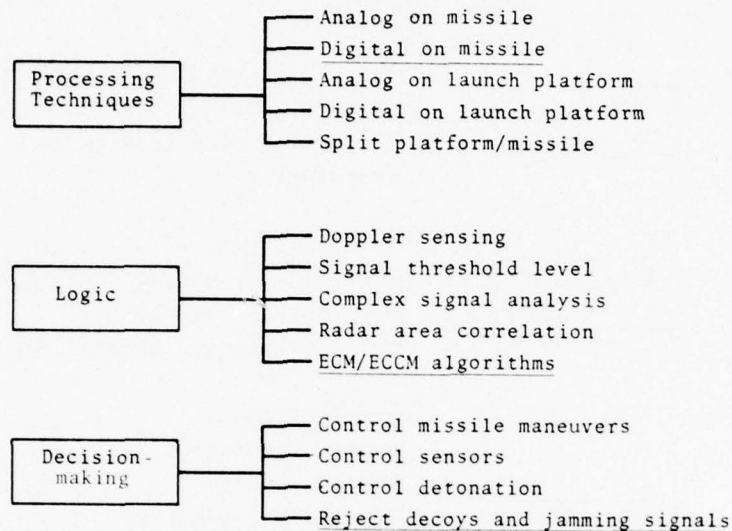 Processing
Techniques
Analog on missile
Digital on missile
Analog on launch platform
Digital on launch platform
Split platform/missile
Logic
Doppler sensing
Signal threshold level
Complex signal analysis
Radar area correlation
ECM/ECCM algorithms
Decision-
making
Control missile maneuvers
Control sensors
Control detonation
Reject decoys and jamming signals